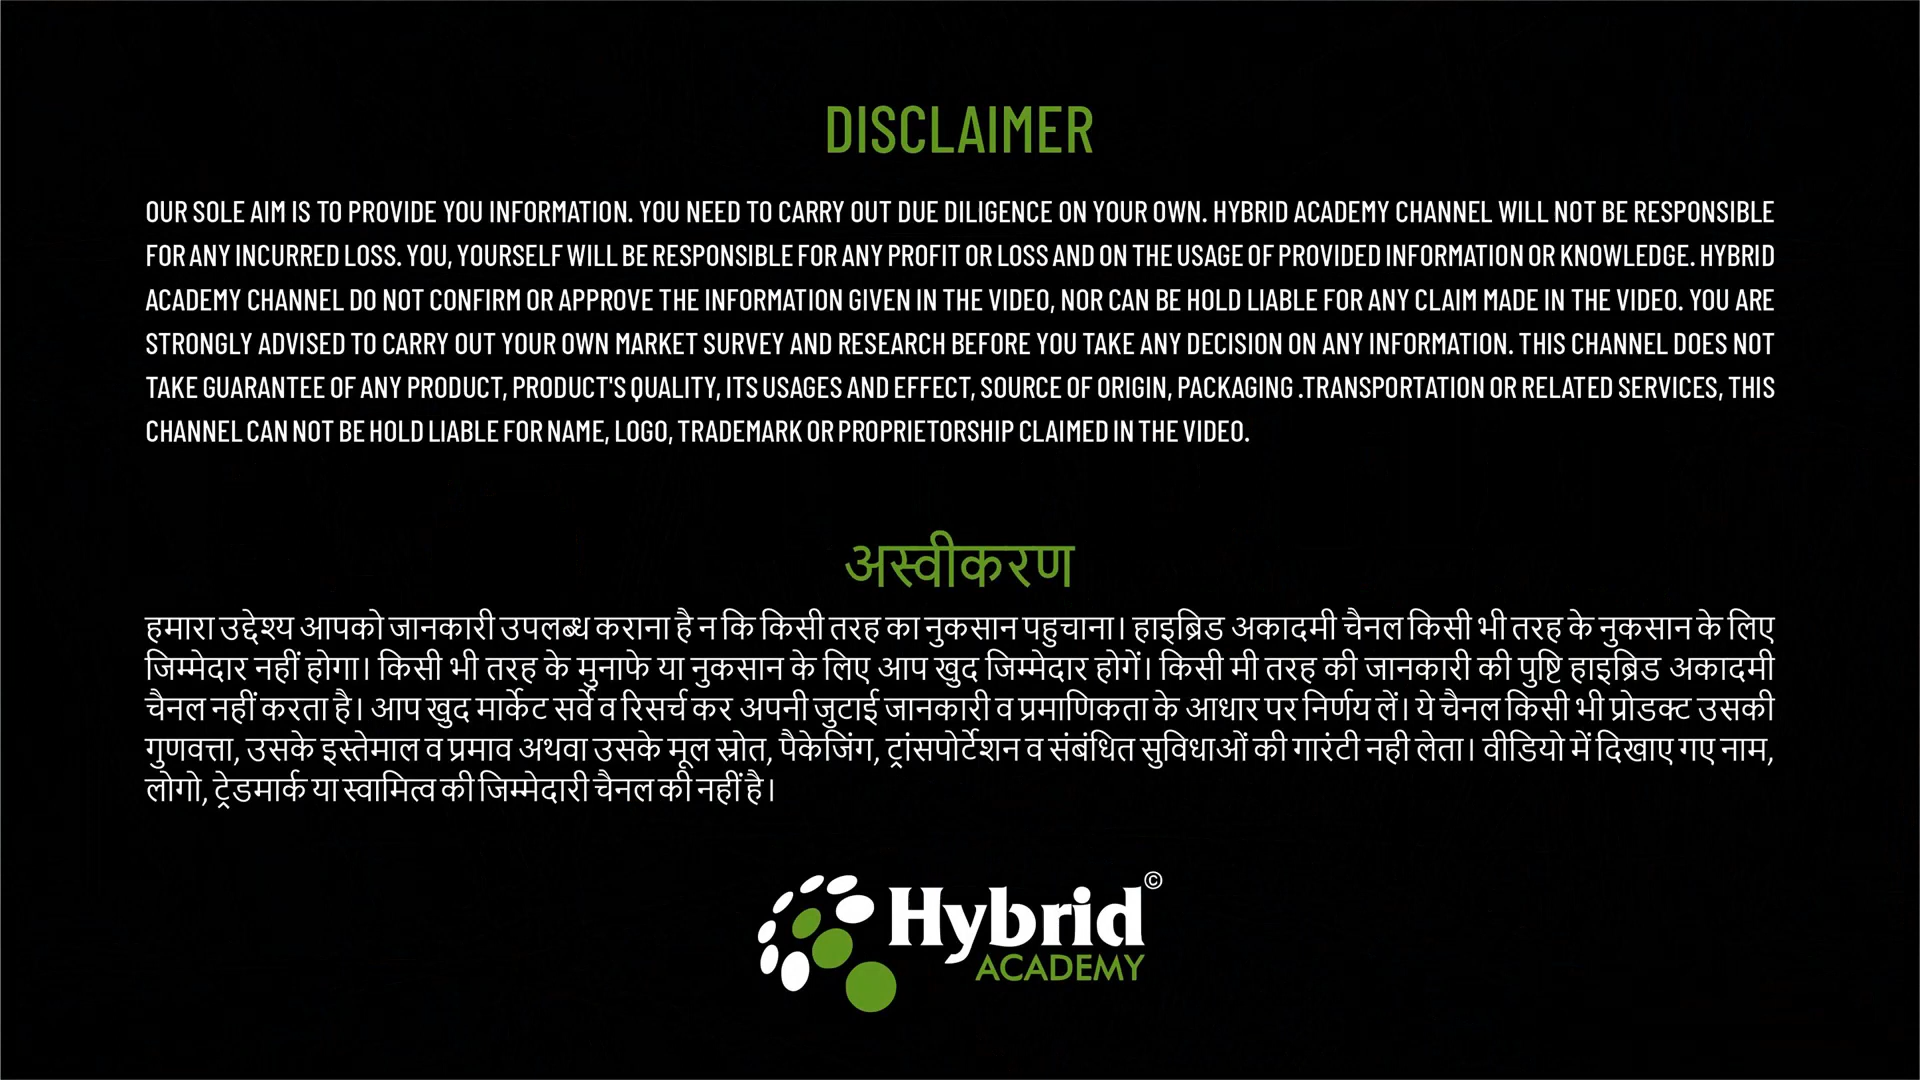 DISCLAIMER
OUR SOLE AIM IS TO PROVIDE YOU INFORMATION. YOU NEED TO CARRY OUT DUE DILIGENCE ON YOUR OWN. HYBRID ACADEMY CHANNEL WILL NOT BE RESPONSIBLE
FOR ANY INCURRED LOSS. YOU, YOURSELF WILL BE RESPONSIBLE FOR ANY PROFIT OR LOSS AND ON THE USAGE OF PROVIDED INFORMATION OR KNOWLEDGE. HYBRID
ACADEMY CHANNEL DO NOT CONFIRM OR APPROVE THE INFORMATION GIVEN IN THE VIDEO, NOR CAN BE HOLD LIABLE FOR ANY CLAIM MADE IN THE VIDEO. YOU ARE
STRONGLY ADVISED TO CARRY OUT YOUR OWN MARKET SURVEY AND RESEARCH BEFORE YOU TAKE ANY DECISION ON ANY INFORMATION. THIS CHANNEL DOES NOT
TAKE GUARANTEE OF ANY PRODUCT, PRODUCT'S QUALITY, ITS USAGES AND EFFECT, SOURCE OF ORIGIN, PACKAGING .TRANSPORTATION OR RELATED SERVICES, THIS
CHANNEL CAN NOT BE HOLD LIABLE FOR NAME, LOGO, TRADEMARK OR PROPRIETORSHIP CLAIMED IN THE VIDEO.
अस्वीकरण
हमारा उद्देश्य आपको जानकारी उपलब्ध कराना है न कि किसी तरह का नुकसान पहुचाना। हाइब्रिड अकादमी चैनल किसी भी तरह के नुकसान के लिए
जिम्मेदार नहीं होगा। किसी भी तरह के मुनाफे या नुकसान के लिए आप खुद जिम्मेदार होगें। किसी मी तरह की जानकारी की पुष्टि हाइब्रिड अकादमी
चैनल नहीं करता है। आप खुद मार्केट सर्वे व रिसर्च कर अपनी जुटाई जानकारी व प्रमाणिकता के आधार पर निर्णय लें। ये चैनल किसी भी प्रोडक्ट उसकी
गुणवत्ता, उसके इस्तेमाल व प्रमाव अथवा उसके मूल स्रोत, पैकेजिंग, ट्रांसपोर्टेशन व संबंधित सुविधाओं की गारंटी नही लेता। वीडियो में दिखाए गए नाम,
लोगो, ट्रेडमार्क या स्वामित्व की जिम्मेदारी चैनल की नहीं है।
Hybrid©
ACADEMY